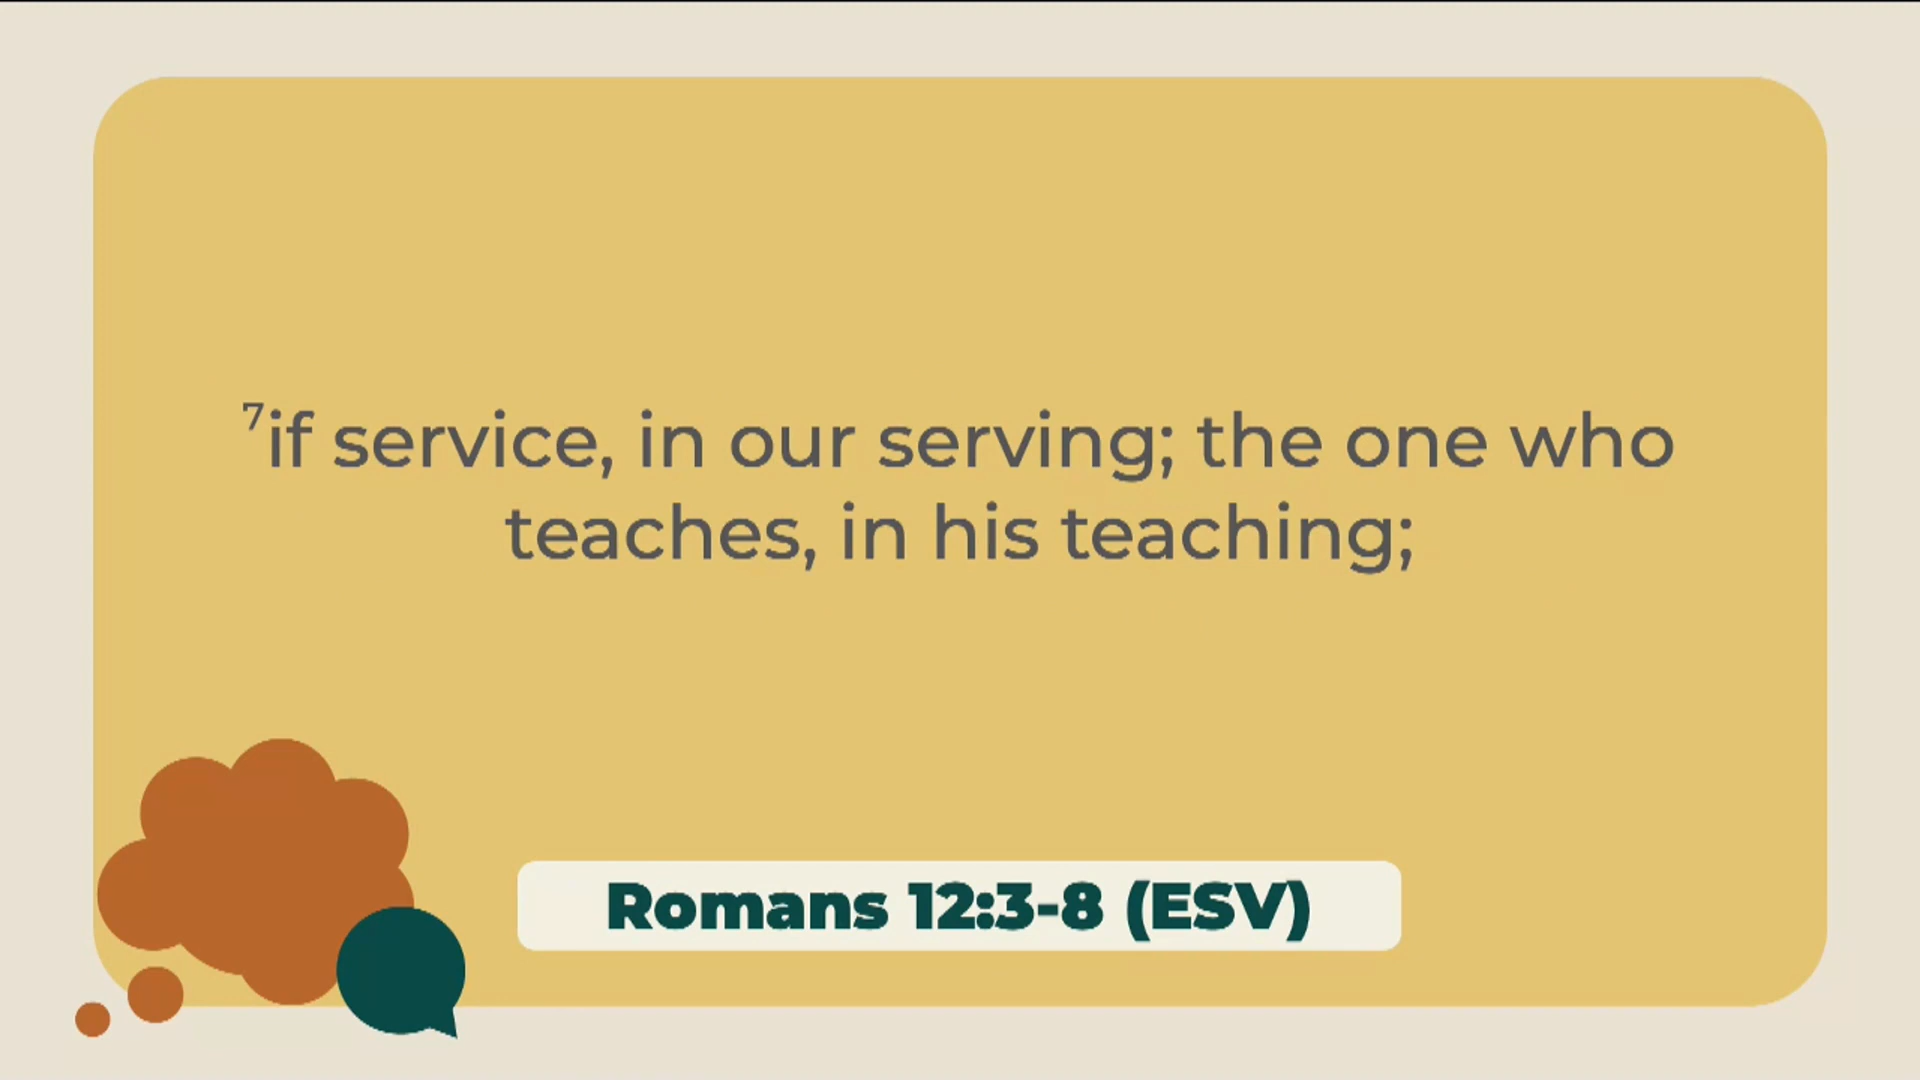 ⁷if service, in our serving; the one who
teaches, in his teaching;
Romans 12:3-8 (ESV)